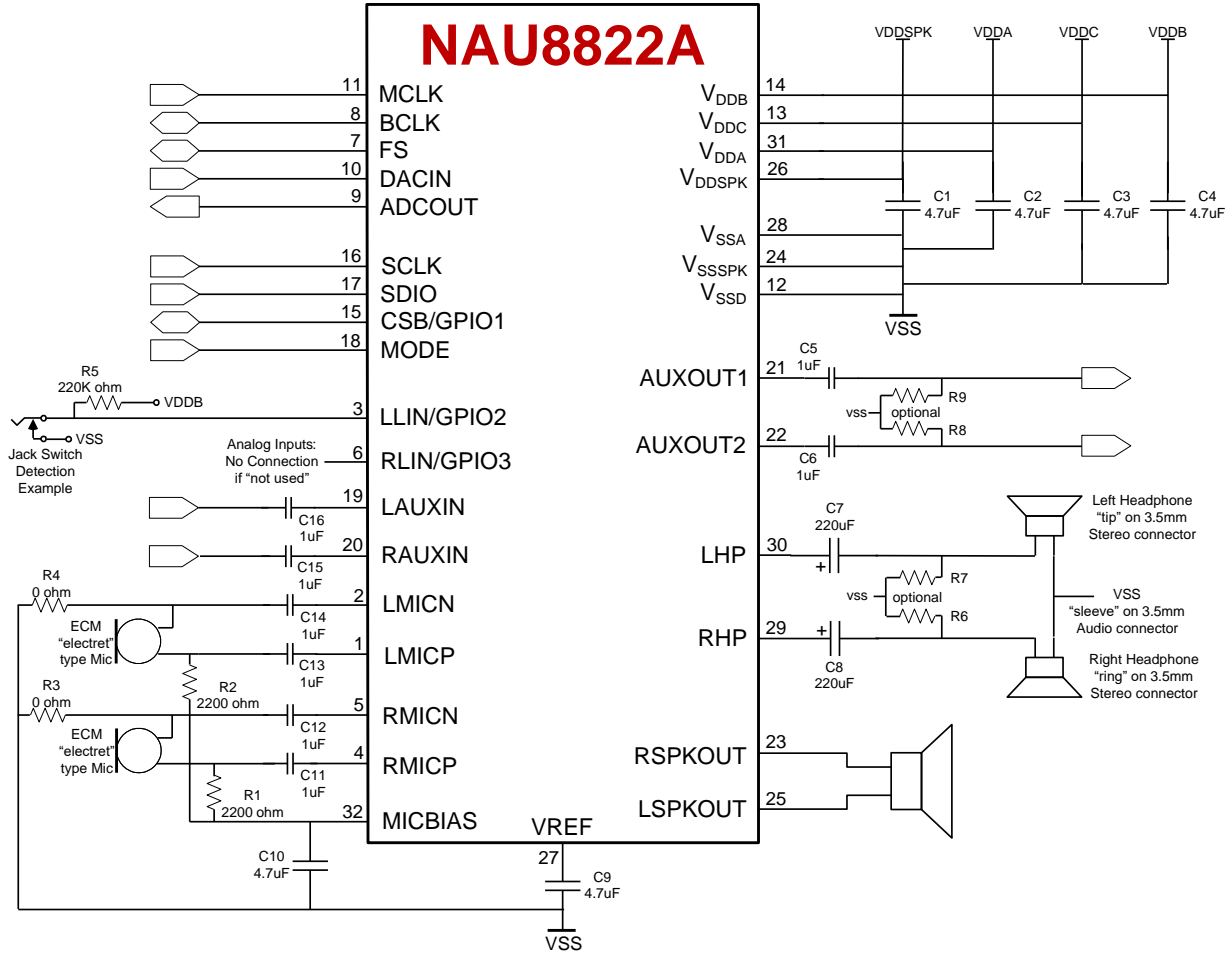 NAU8822A
VDDSPK
VDDA
VDDC
VDDB
11
MCLK
8
BCLK
7
FS
10
DACIN
9
ADCOUT
16
SCLK
17
SDIO
15
CSB/GPIO1
18
MODE
R5
220K ohm
VDDB
VSS
Jack Switch
Detection
Example
3
LLIN/GPIO2
Analog Inputs:
No Connection
if “not used”
6
RLIN/GPIO3
19
LAUXIN
C16
1uF
20
RAUXIN
C15
1uF
R4
0 ohm
2
LMICN
C14
1uF
ECM
“electret”
type Mic
1
LMICP
C13
1uF
R3
0 ohm
R2
2200 ohm
5
RMICN
C12
1uF
ECM
“electret”
type Mic
4
RMICP
C11
1uF
R1
2200 ohm
32
MICBIAS
C10
4.7uF
VREF
27
C9
4.7uF
VSS
VDDB
14
VDDC
13
VDDA
31
VDDSPK
26
C1
4.7uF
C2
4.7uF
C3
4.7uF
C4
4.7uF
VSSA
28
VSSSPK
24
VSSD
12
VSS
AUXOUT1
21
C5
1uF
R9
vss
optional
R8
AUXOUT2
22
C6
1uF
LHP
30
C7
220uF
+
R7
vss
optional
R6
RHP
29
+
C8
220uF
Left Headphone
“tip” on 3.5mm
Stereo connector
VSS
“sleeve” on 3.5mm
Audio connector
Right Headphone
“ring” on 3.5mm
Stereo connector
RSPKOUT
23
LSPKOUT
25